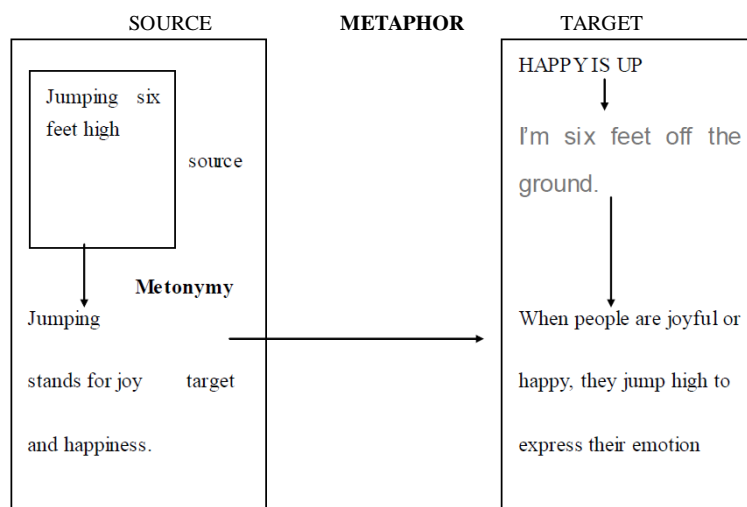 SOURCE
METAPHOR
TARGET
Jumping six
feet high
source
Metonymy
Jumping
stands for joy target
and happiness.
HAPPY IS UP
I'm six feet off the
ground.
When people are joyful or
happy, they jump high to
express their emotion